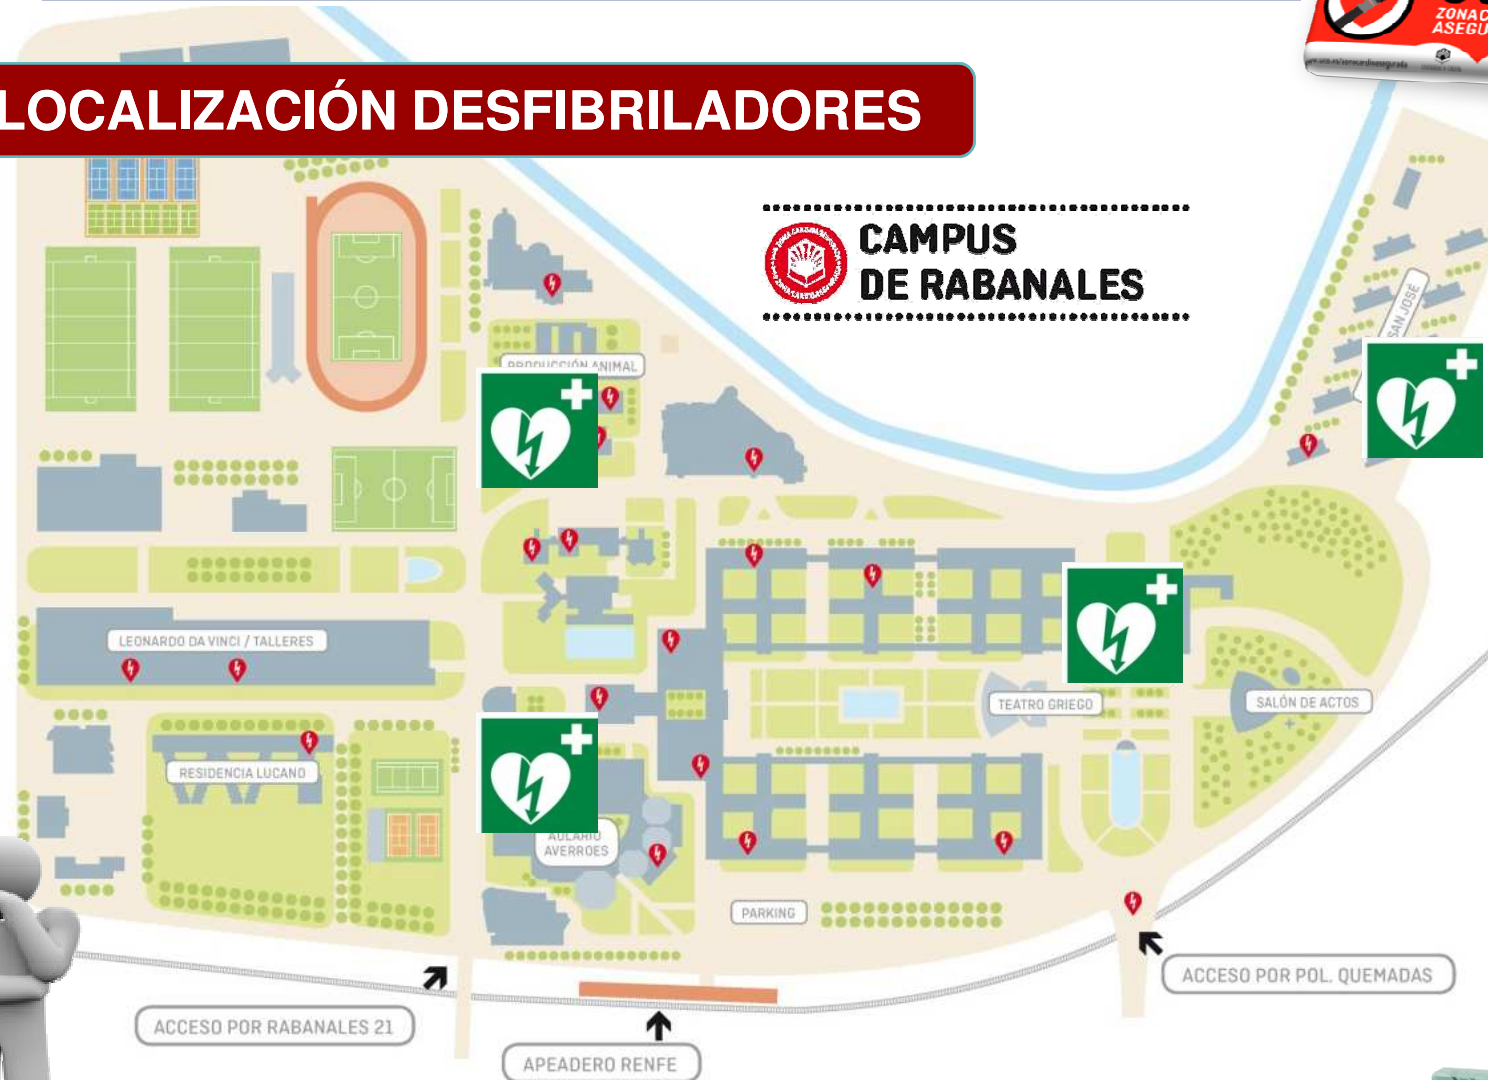 ZONAC
ASEGU
LOCALIZACIÓN DESFIBRILADORES
CAMPUS
DE RABANALES
SAN JOSÉ
PRODUCCIÓN ANIMAL
LEONARDO DA VINCI / TALLERES
TEATRO GRIEGO
SALÓN DE ACTOS
RESIDENCIA LUCANO
AULARIO
AVERROES
PARKING
ACCESO POR POL. QUEMADAS
ACCESO POR RABANALES 21
APEADERO RENFE